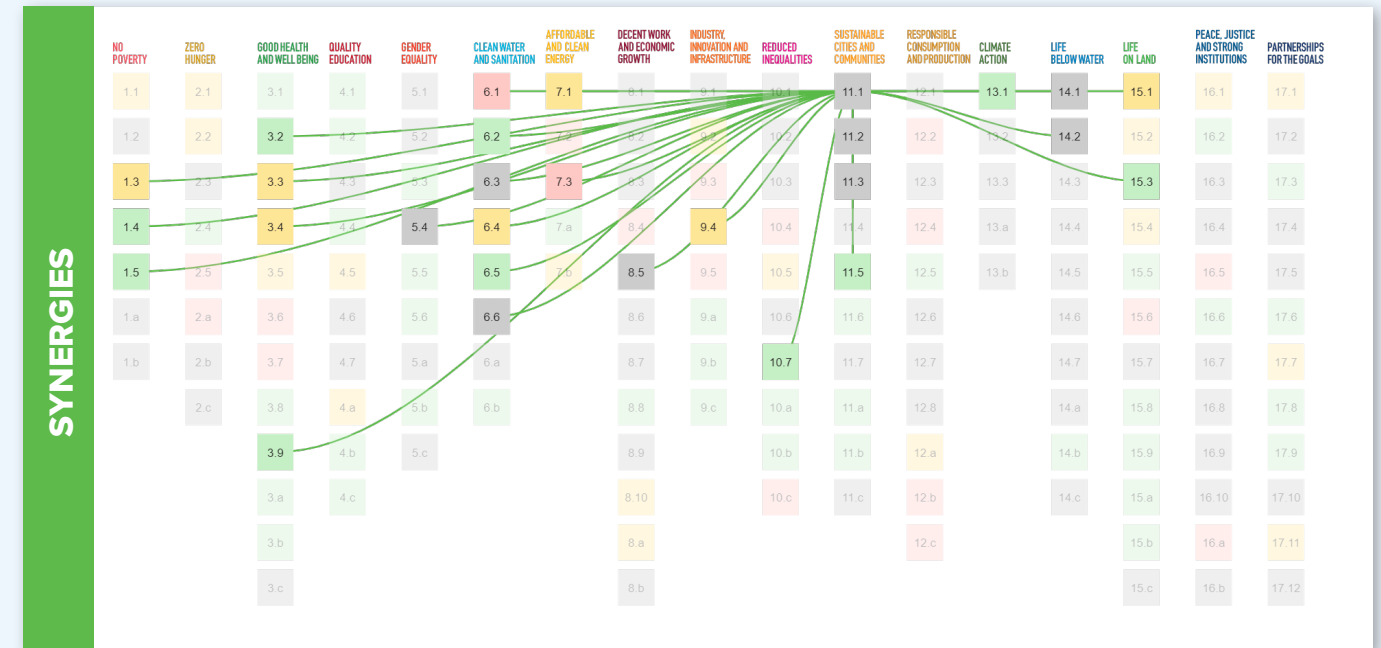 SYNERGIES
NO
POVERTY
ZERO
HUNGER
GOOD HEALTH
AND WELL BEING
QUALITY
EDUCATION
GENDER
EQUALITY
CLEAN WATER
AND SANITATION
AFFORDABLE
AND CLEAN
ENERGY
DECENT WORK
AND ECONOMIC
GROWTH
INDUSTRY,
INNOVATION AND
INFRASTRUCTURE
REDUCED
INEQUALITIES
SUSTAINABLE
CITIES AND
COMMUNITIES
RESPONSIBLE
CONSUMPTION
AND PRODUCTION
CLIMATE
ACTION
LIFE
BELOW WATER
LIFE
ON LAND
PEACE, JUSTICE
AND STRONG
INSTITUTIONS
PARTNERSHIPS
FOR THE GOALS
1.1 2.1 3.1 4.1 5.1 6.1 7.1 8.1 9.1 10.1 11.1 12.1 13.1 14.1 15.1 16.1 17.1
1.2 2.2 3.2 4.2 5.2 6.2 7.2 8.2 9.2 10.2 11.2 12.2 13.2 14.2 15.2 16.2 17.2
1.3 2.3 3.3 4.3 5.3 6.3 7.3 8.3 9.3 10.3 11.3 12.3 13.3 14.3 15.3 16.3 17.3
1.4 2.4 3.4 4.4 5.4 6.4 7.a 8.4 9.4 10.4 11.4 12.4 13.a 14.4 15.4 16.4 17.4
1.5 2.5 3.5 4.5 5.5 6.5 7.b 8.5 9.5 10.5 11.5 12.5 13.b 14.5 15.5 16.5 17.5
1.a 2.a 3.6 4.6 5.6 6.6 8.6 9.a 10.6 11.6 12.6 14.6 15.6 16.6 17.6
1.b 2.b 3.7 4.7 5.a 6.a 8.7 9.b 10.7 11.7 12.7 14.7 15.7 16.7 17.7
2.c 3.8 4.a 5.b 6.b 8.8 9.c 10.a 11.a 12.8 14.a 15.8 16.8 17.8
3.9 4.b 5.c 8.9 10.b 11.b 12.a 14.b 15.9 16.9 17.9
3.a 4.c 8.10 10.c 11.c 12.b 14.c 15.a 16.10 17.10
3.b 8.a 12.c 15.b 16.a 17.11
3.c 8.b 15.c 16.b 17.12